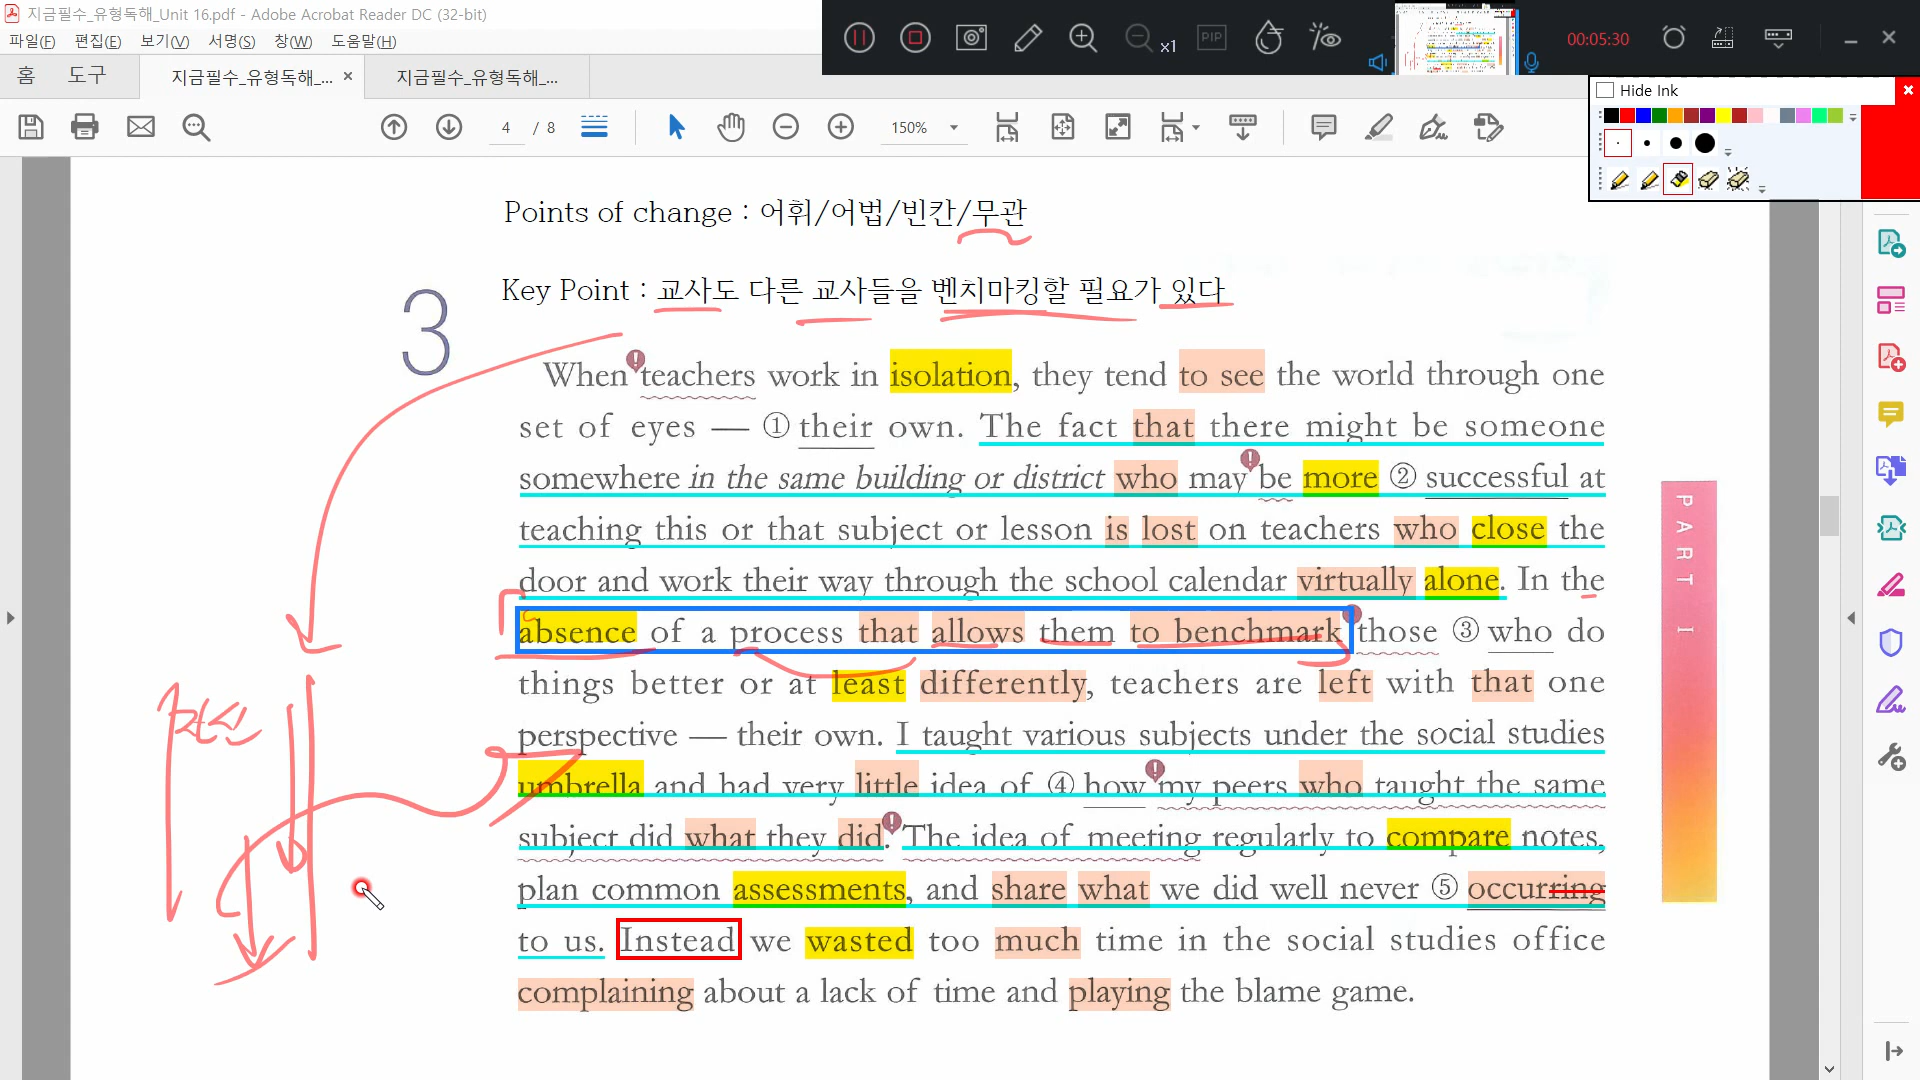 지금필수_유형독해_Unit 16.pdf - Adobe Acrobat Reader DC (32-bit)
파일(F) 편집(E) 보기(V) 서명(S) 창(W) 도움말(H)
x1
PIP
00:05:30
홈 도구 지금필수_유형독해_... × 지금필수_유형독해_...
Hide Ink
4 / 8
150%
Points of change : 어휘/어법/빈칸/무관
Key Point : 교사도 다른 교사들을 벤치마킹할 필요가 있다
3
When teachers work in isolation, they tend to see the world through one
set of eyes — ① their own. The fact that there might be someone
somewhere in the same building or district who may be more ② successful at
teaching this or that subject or lesson is lost on teachers who close the
door and work their way through the school calendar virtually alone. In the
absence of a process that allows them to benchmark those ③ who do
things better or at least differently, teachers are left with that one
perspective — their own. I taught various subjects under the social studies
umbrella and had very little idea of ④ how my peers who taught the same
subject did what they did. The idea of meeting regularly to compare notes,
plan common assessments, and share what we did well never ⑤ occurring
to us. Instead we wasted too much time in the social studies office
complaining about a lack of time and playing the blame game.
PART I